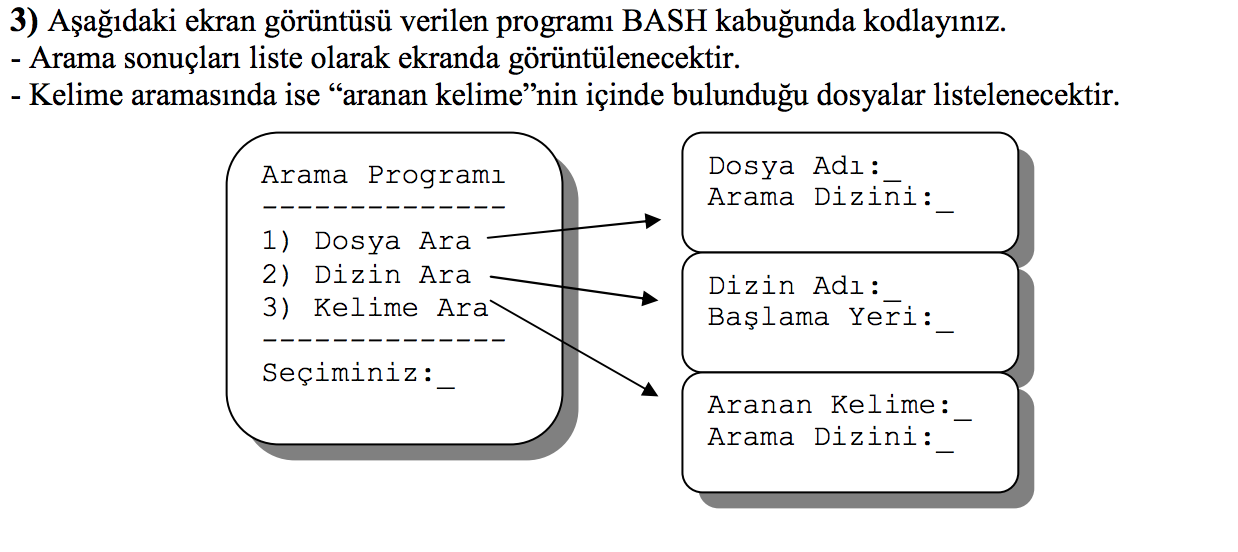 3) Aşağıdaki ekran görüntüsü verilen programı BASH kabuğunda kodlayınız.
- Arama sonuçları liste olarak ekranda görüntülenecektir.
- Kelime aramasında ise “aranan kelime”nin içinde bulunduğu dosyalar listelenecektir.
Arama Programı
--------------
1) Dosya Ara
2) Dizin Ara
3) Kelime Ara
--------------
Seçiminiz:_
Dosya Adı:_
Arama Dizini:_
Dizin Adı:_
Başlama Yeri:_
Aranan Kelime:_
Arama Dizini:_